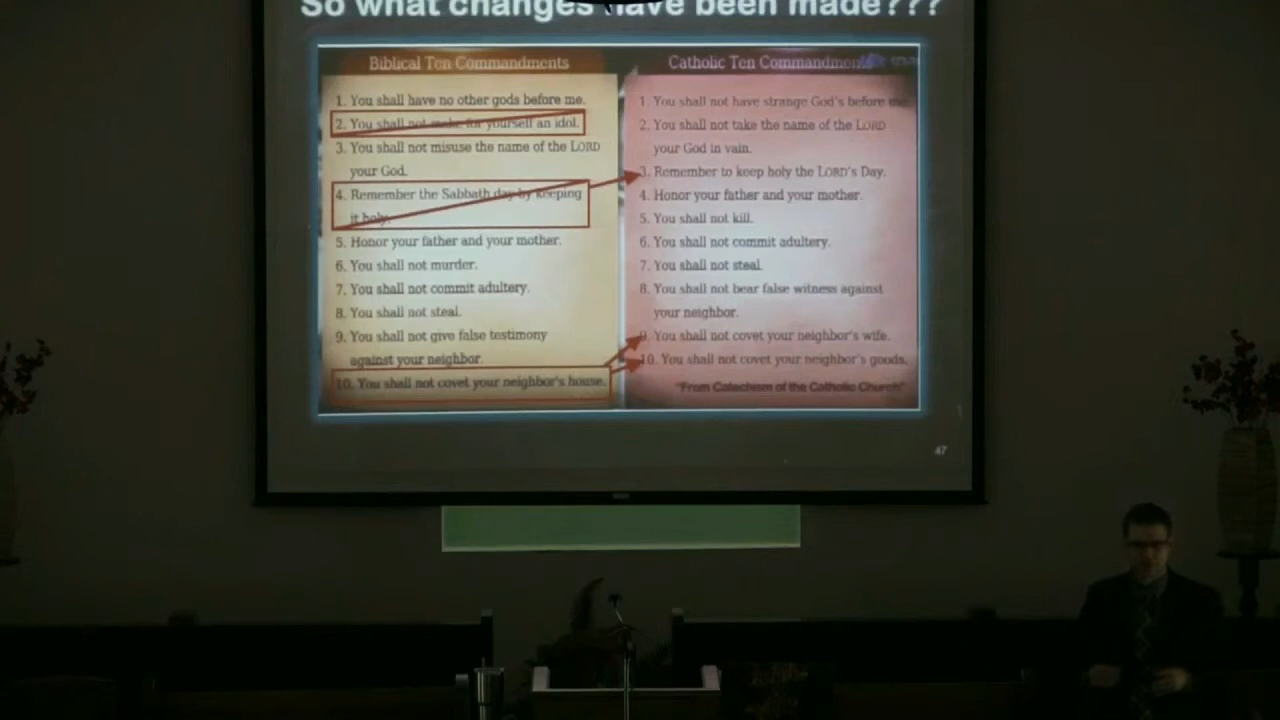 So what changes have been made???
Biblical Ten Commandments
1. You shall have no other gods before me.
2. You shall not make for yourself an idol.
3. You shall not misuse the name of the LORD
your God.
4. Remember the Sabbath day by keeping
it holy.
5. Honor your father and your mother.
6. You shall not murder.
7. You shall not commit adultery.
8. You shall not steal.
9. You shall not give false testimony
against your neighbor.
10. You shall not covet your neighbor's house.
Catholic Ten Commandments
1. You shall not have strange God's before me
2. You shall not take the name of the LORD
your God in vain.
3. Remember to keep holy the LORD's Day.
4. Honor your father and your mother.
5. You shall not kill.
6. You shall not commit adultery.
7. You shall not steal.
8. You shall not bear false witness against
your neighbor.
9. You shall not covet your neighbor's wife.
10. You shall not covet your neighbor's goods.
"From Catechism of the Catholic Church"
47